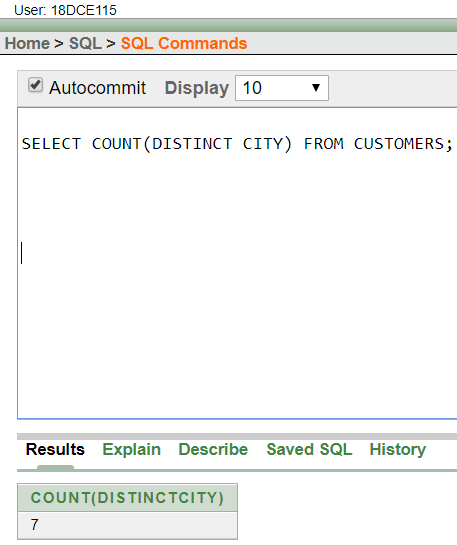 User: 18DCE115
Home > SQL > SQL Commands
Autocommit Display 10
SELECT COUNT(DISTINCT CITY) FROM CUSTOMERS;
Results Explain Describe Saved SQL History
COUNT(DISTINCTCITY)
7